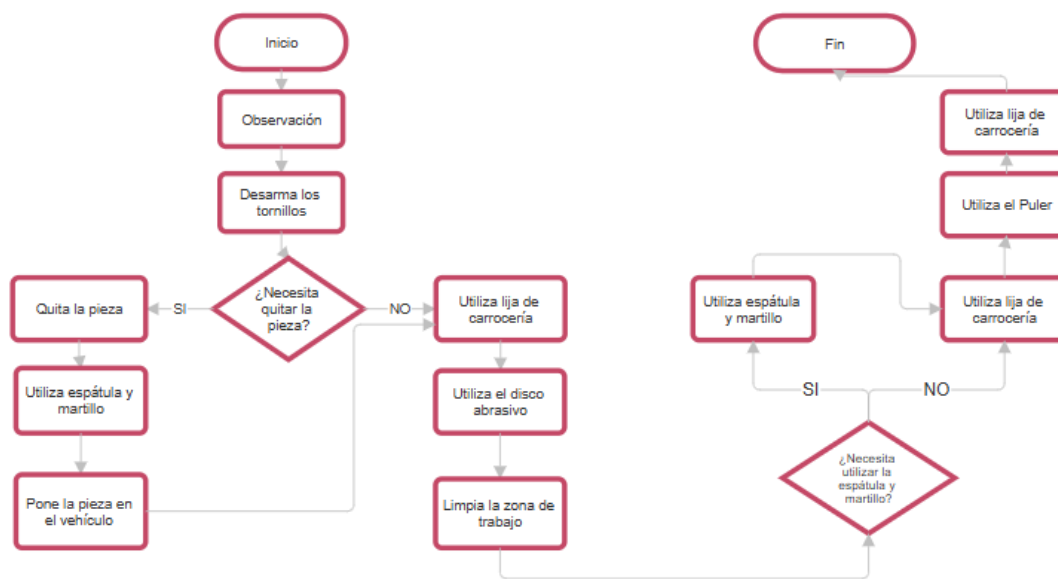 Inicio
Observación
Desarma los
tornillos
¿Necesita
quitar la
pieza?
SI
NO
Quita la pieza
Utiliza espátula y
martillo
Pone la pieza en
el vehículo
Utiliza lija de
carrocería
Utiliza el disco
abrasivo
Limpia la zona de
trabajo
¿Necesita
utilizar la
espátula y
martillo?
SI
NO
Utiliza espátula
y martillo
Utiliza lija de
carrocería
Utiliza el Puler
Utiliza lija de
carrocería
Fin